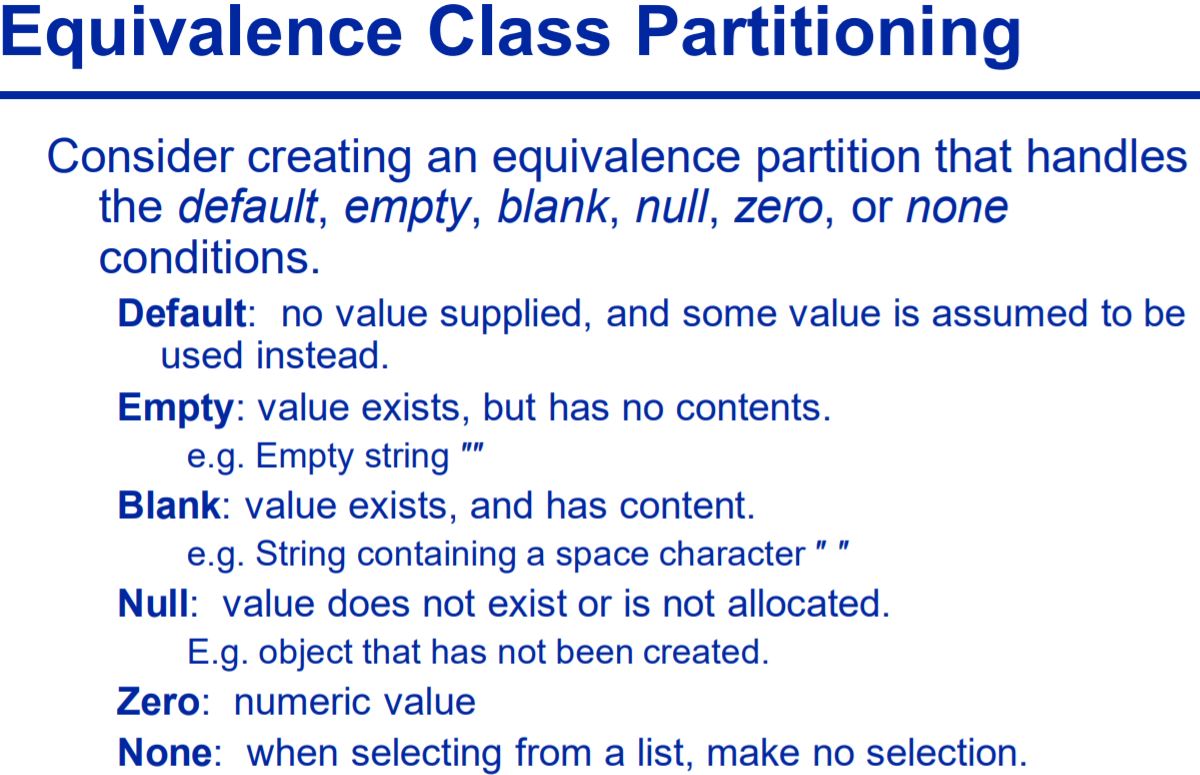 Equivalence Class Partitioning
Consider creating an equivalence partition that handles
the default, empty, blank, null, zero, or none
conditions.
Default:  no value supplied, and some value is assumed to be
used instead.
Empty: value exists, but has no contents.
e.g. Empty string ""
Blank: value exists, and has content.
e.g. String containing a space character " "
Null:  value does not exist or is not allocated.
E.g. object that has not been created.
Zero:  numeric value
None:  when selecting from a list, make no selection.